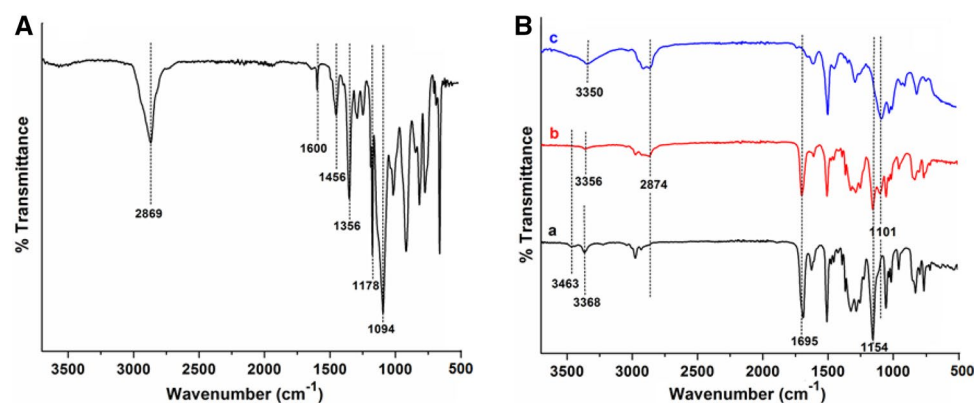 A
% Transmittance
2869
1600
1456
1356
1178
1094
3500 3000 2500 2000 1500 1000 500
Wavenumber (cm-1)
B
% Transmittance
c
3350
b
3356
2874
1101
a
3463
3368
1695
1154
3500 3000 2500 2000 1500 1000 500
Wavenumber (cm-1)